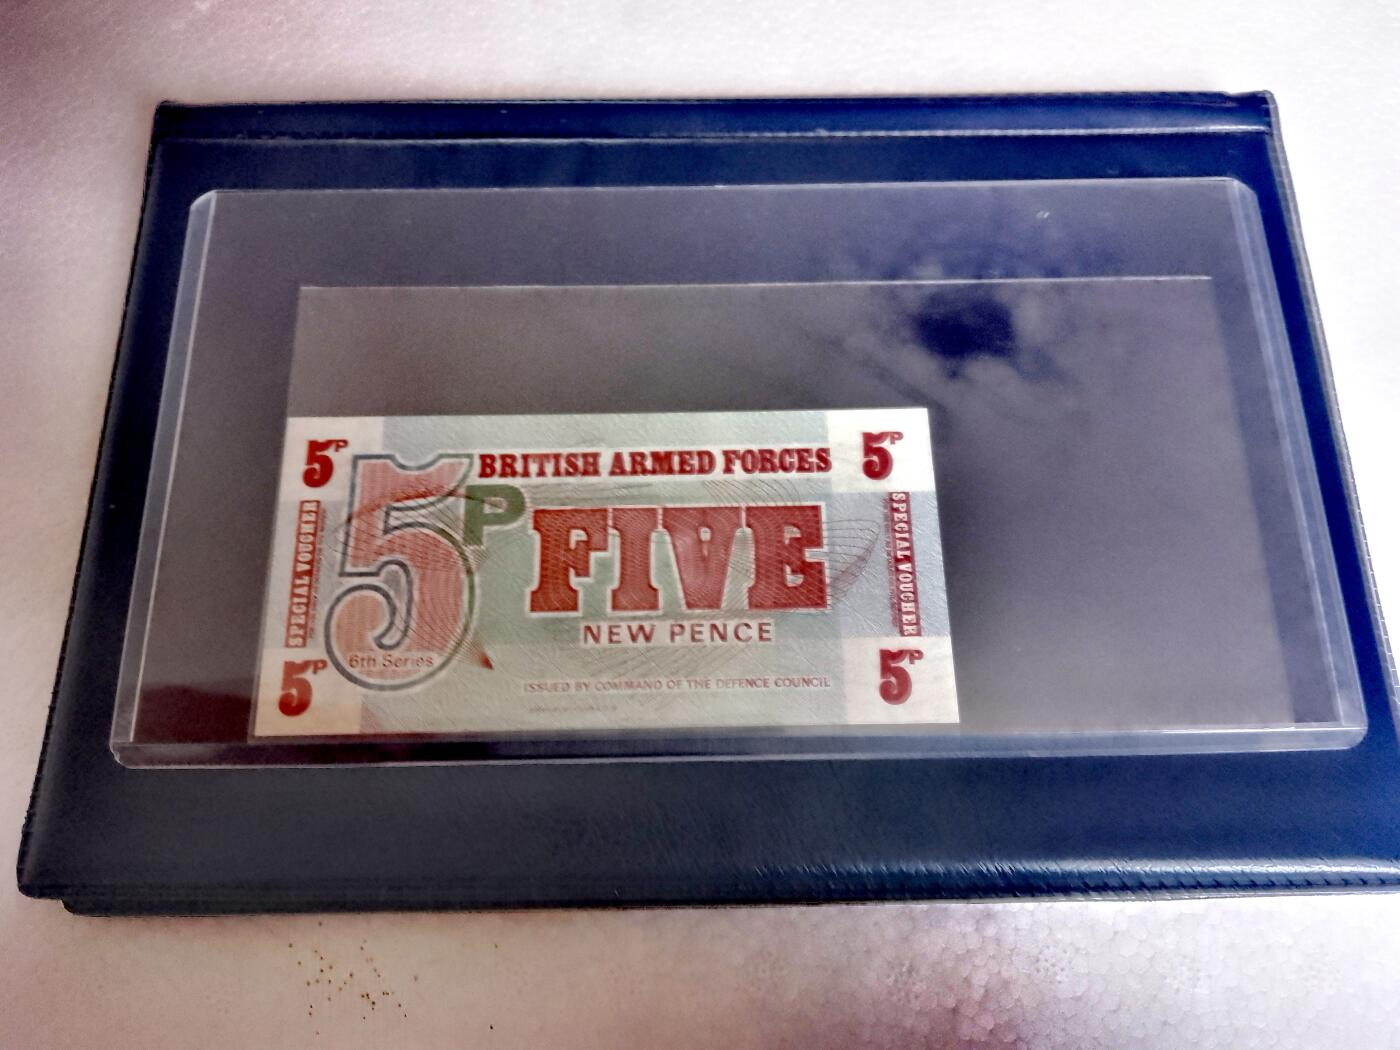 5P
BRITISH ARMED FORCES
5P
SPECIAL VOUCHER
5P
FIVE
NEW PENCE
SPECIAL VOUCHER
6th Series
5P
ISSUED BY COMMAND OF THE DEFENCE COUNCIL
5P